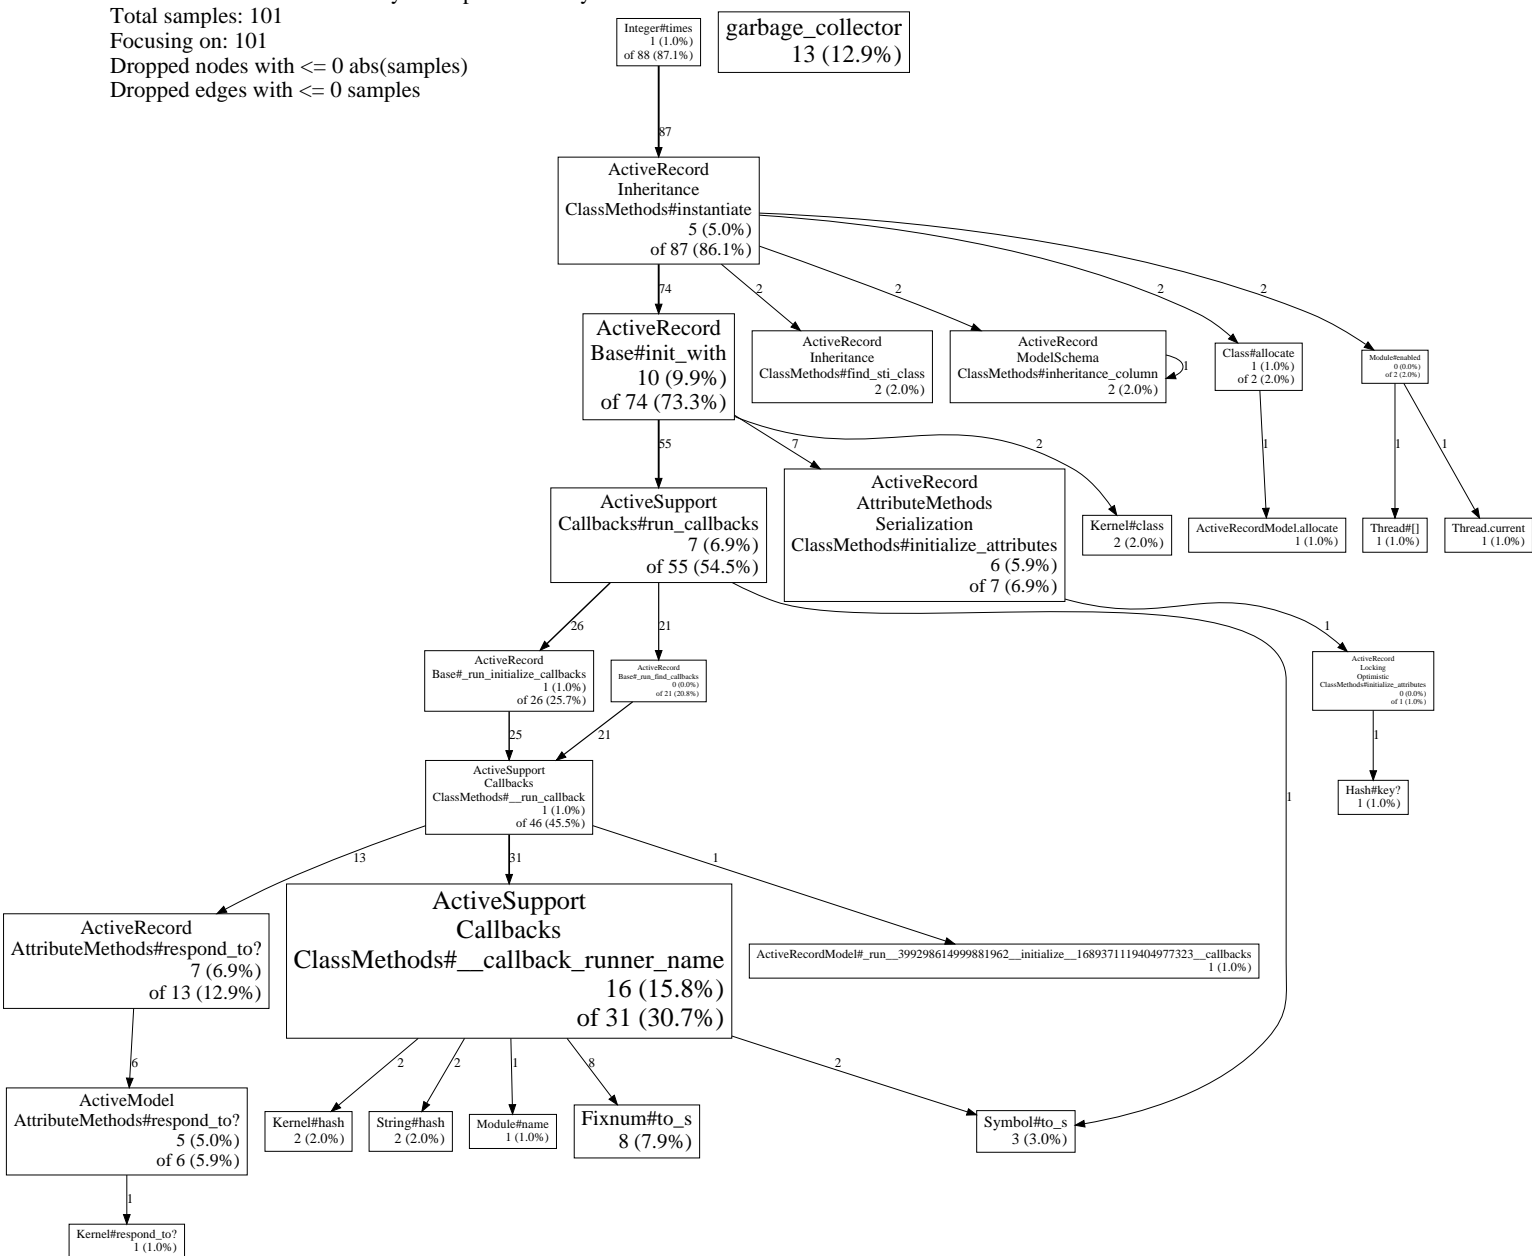 Total samples: 101
Focusing on: 101
Dropped nodes with <= 0 abs(samples)
Dropped edges with <= 0 samples
Integer#times
1 (1.0%)
of 88 (87.1%)
garbage_collector
13 (12.9%)
87
ActiveRecord
Inheritance
ClassMethods#instantiate
5 (5.0%)
of 87 (86.1%)
74
2
2
2
2
ActiveRecord
Base#init_with
10 (9.9%)
of 74 (73.3%)
ActiveRecord
Inheritance
ClassMethods#find_sti_class
2 (2.0%)
ActiveRecord
ModelSchema
ClassMethods#inheritance_column
2 (2.0%)
1
Class#allocate
1 (1.0%)
of 2 (2.0%)
Module#enabled
0 (0.0%)
of 2 (2.0%)
55
7
2
1
1
1
ActiveSupport
Callbacks#run_callbacks
7 (6.9%)
of 55 (54.5%)
ActiveRecord
AttributeMethods
Serialization
ClassMethods#initialize_attributes
6 (5.9%)
of 7 (6.9%)
Kernel#class
2 (2.0%)
ActiveRecordModel.allocate
1 (1.0%)
Thread#[]
1 (1.0%)
Thread.current
1 (1.0%)
26
21
1
1
ActiveRecord
Base#_run_initialize_callbacks
1 (1.0%)
of 26 (25.7%)
ActiveRecord
Base#_run_find_callbacks
0 (0.0%)
of 21 (20.8%)
ActiveRecord
Locking
Optimistic
ClassMethods#initialize_attributes
0 (0.0%)
of 1 (1.0%)
25
21
1
ActiveSupport
Callbacks
ClassMethods#__run_callback
1 (1.0%)
of 46 (45.5%)
Hash#key?
1 (1.0%)
13
31
1
ActiveRecord
AttributeMethods#respond_to?
7 (6.9%)
of 13 (12.9%)
ActiveSupport
Callbacks
ClassMethods#__callback_runner_name
16 (15.8%)
of 31 (30.7%)
ActiveRecordModel#_run__399298614999881962__initialize__1689371119404977323__callbacks
1 (1.0%)
6
2
2
1
8
2
ActiveModel
AttributeMethods#respond_to?
5 (5.0%)
of 6 (5.9%)
Kernel#hash
2 (2.0%)
String#hash
2 (2.0%)
Module#name
1 (1.0%)
Fixnum#to_s
8 (7.9%)
Symbol#to_s
3 (3.0%)
1
Kernel#respond_to?
1 (1.0%)